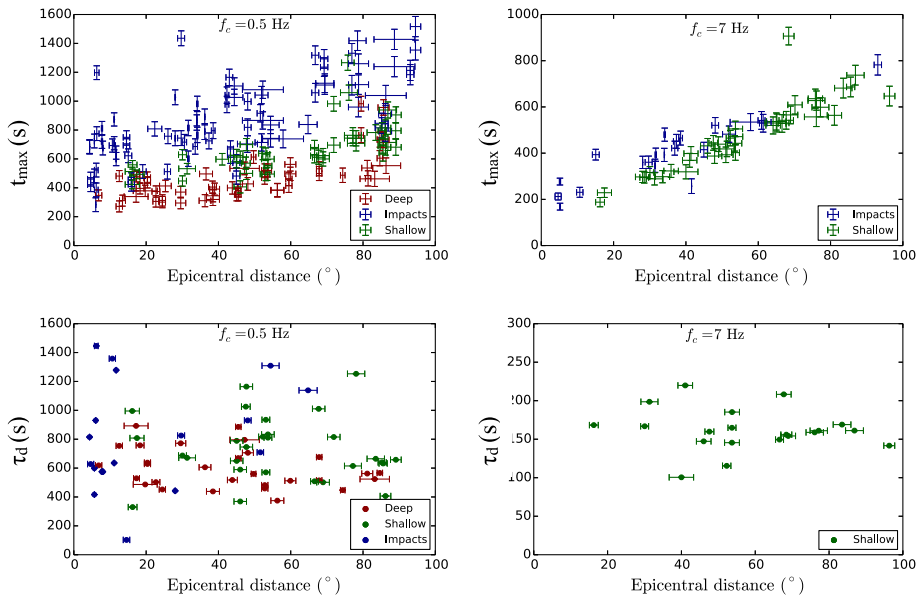 f_c = 0.5 Hz
t_max (s)
1600
1400
1200
1000
800
600
400
200
0
Deep
Impacts
Shallow
0 20 40 60 80 100
Epicentral distance (°)
f_c = 7 Hz
t_max (s)
1000
800
600
400
200
0
Impacts
Shallow
0 20 40 60 80 100
Epicentral distance (°)
f_c = 0.5 Hz
τ_d (s)
1600
1400
1200
1000
800
600
400
200
0
Deep
Shallow
Impacts
0 20 40 60 80 100
Epicentral distance (°)
f_c = 7 Hz
τ_d (s)
300
250
200
150
100
50
0
Shallow
0 20 40 60 80 100
Epicentral distance (°)